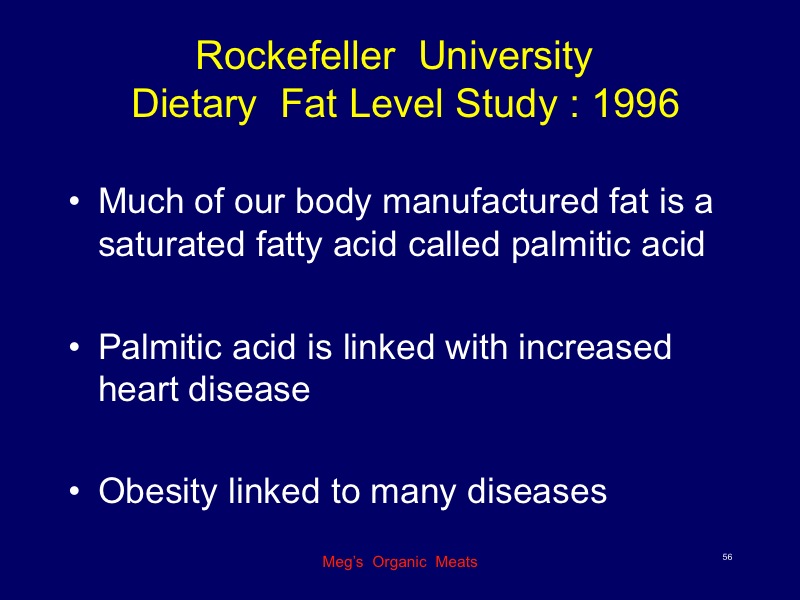 Rockefeller University
Dietary Fat Level Study : 1996
• Much of our body manufactured fat is a
saturated fatty acid called palmitic acid
• Palmitic acid is linked with increased
heart disease
• Obesity linked to many diseases
Meg's Organic Meats
56